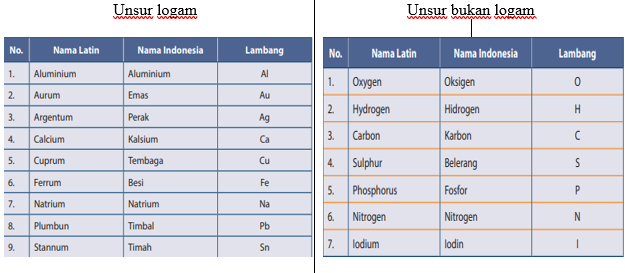 Unsur logam
No. Nama Latin Nama Indonesia Lambang
1. Aluminium Aluminium Al
2. Aurum Emas Au
3. Argentum Perak Ag
4. Calcium Kalsium Ca
5. Cuprum Tembaga Cu
6. Ferrum Besi Fe
7. Natrium Natrium Na
8. Plumbun Timbal Pb
9. Stannum Timah Sn
Unsur bukan logam
No. Nama Latin Nama Indonesia Lambang
1. Oxygen Oksigen O
2. Hydrogen Hidrogen H
3. Carbon Karbon C
4. Sulphur Belerang S
5. Phosphorus Fosfor P
6. Nitrogen Nitrogen N
7. Iodium Iodin I